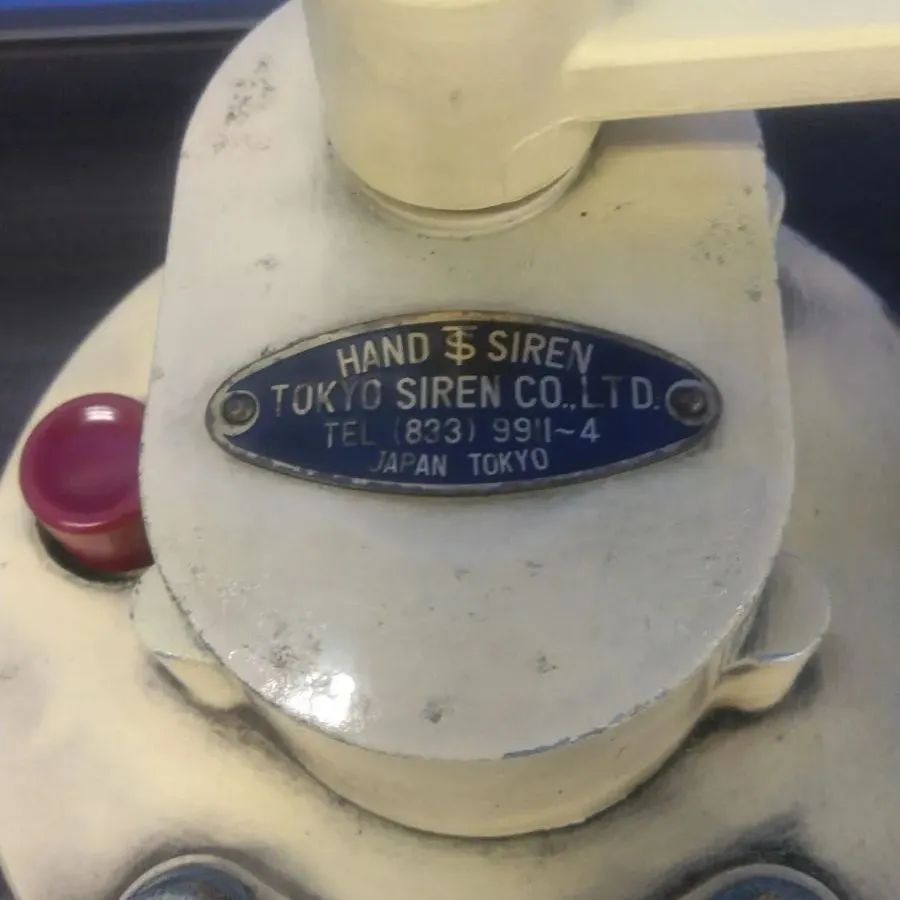 HAND TS SIREN
TOKYO SIREN CO.,LTD.
TEL (833) 9911~4
JAPAN TOKYO